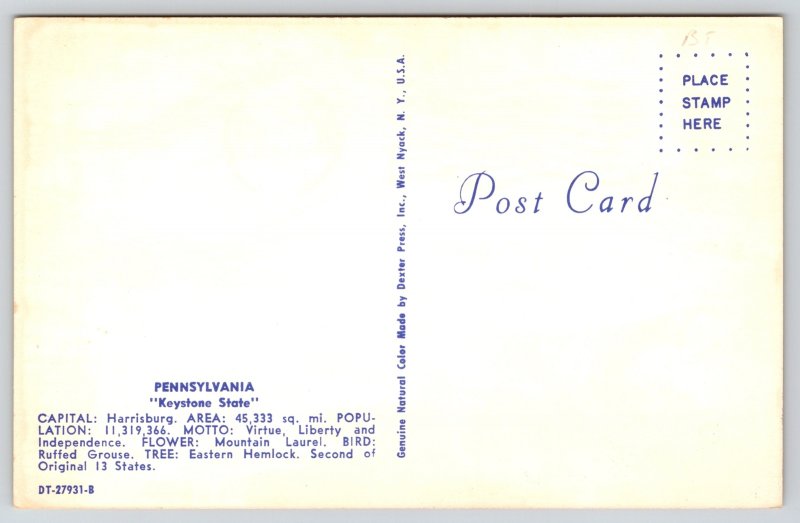 BT
PLACE
STAMP
HERE
Post Card
Genuine Natural Color Made by Dexter Press, Inc., West Nyack, N. Y., U.S.A.
PENNSYLVANIA
"Keystone State"
CAPITAL: Harrisburg. AREA: 45,333 sq. mi. POPU-
LATION: 11,319,366. MOTTO: Virtue, Liberty and
Independence. FLOWER: Mountain Laurel. BIRD:
Ruffed Grouse. TREE: Eastern Hemlock. Second of
Original 13 States.
DT-27931-B